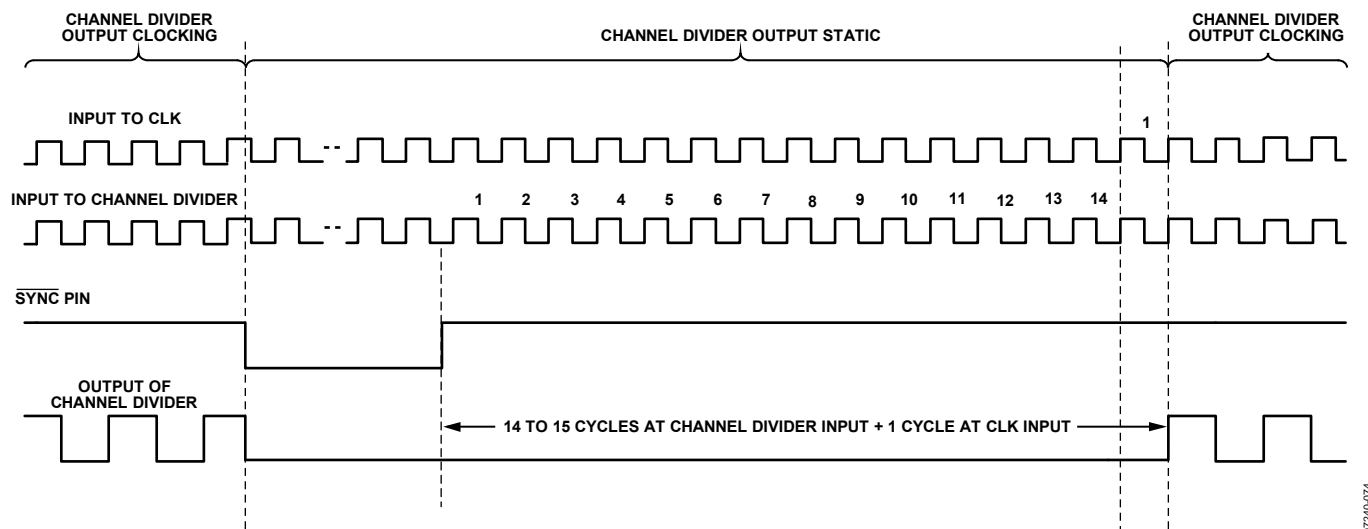 CHANNEL DIVIDER
OUTPUT CLOCKING
CHANNEL DIVIDER OUTPUT STATIC
CHANNEL DIVIDER
OUTPUT CLOCKING
INPUT TO CLK
1
INPUT TO CHANNEL DIVIDER
1 2 3 4 5 6 7 8 9 10 11 12 13 14
SYNC PIN
OUTPUT OF
CHANNEL DIVIDER
14 TO 15 CYCLES AT CHANNEL DIVIDER INPUT + 1 CYCLE AT CLK INPUT